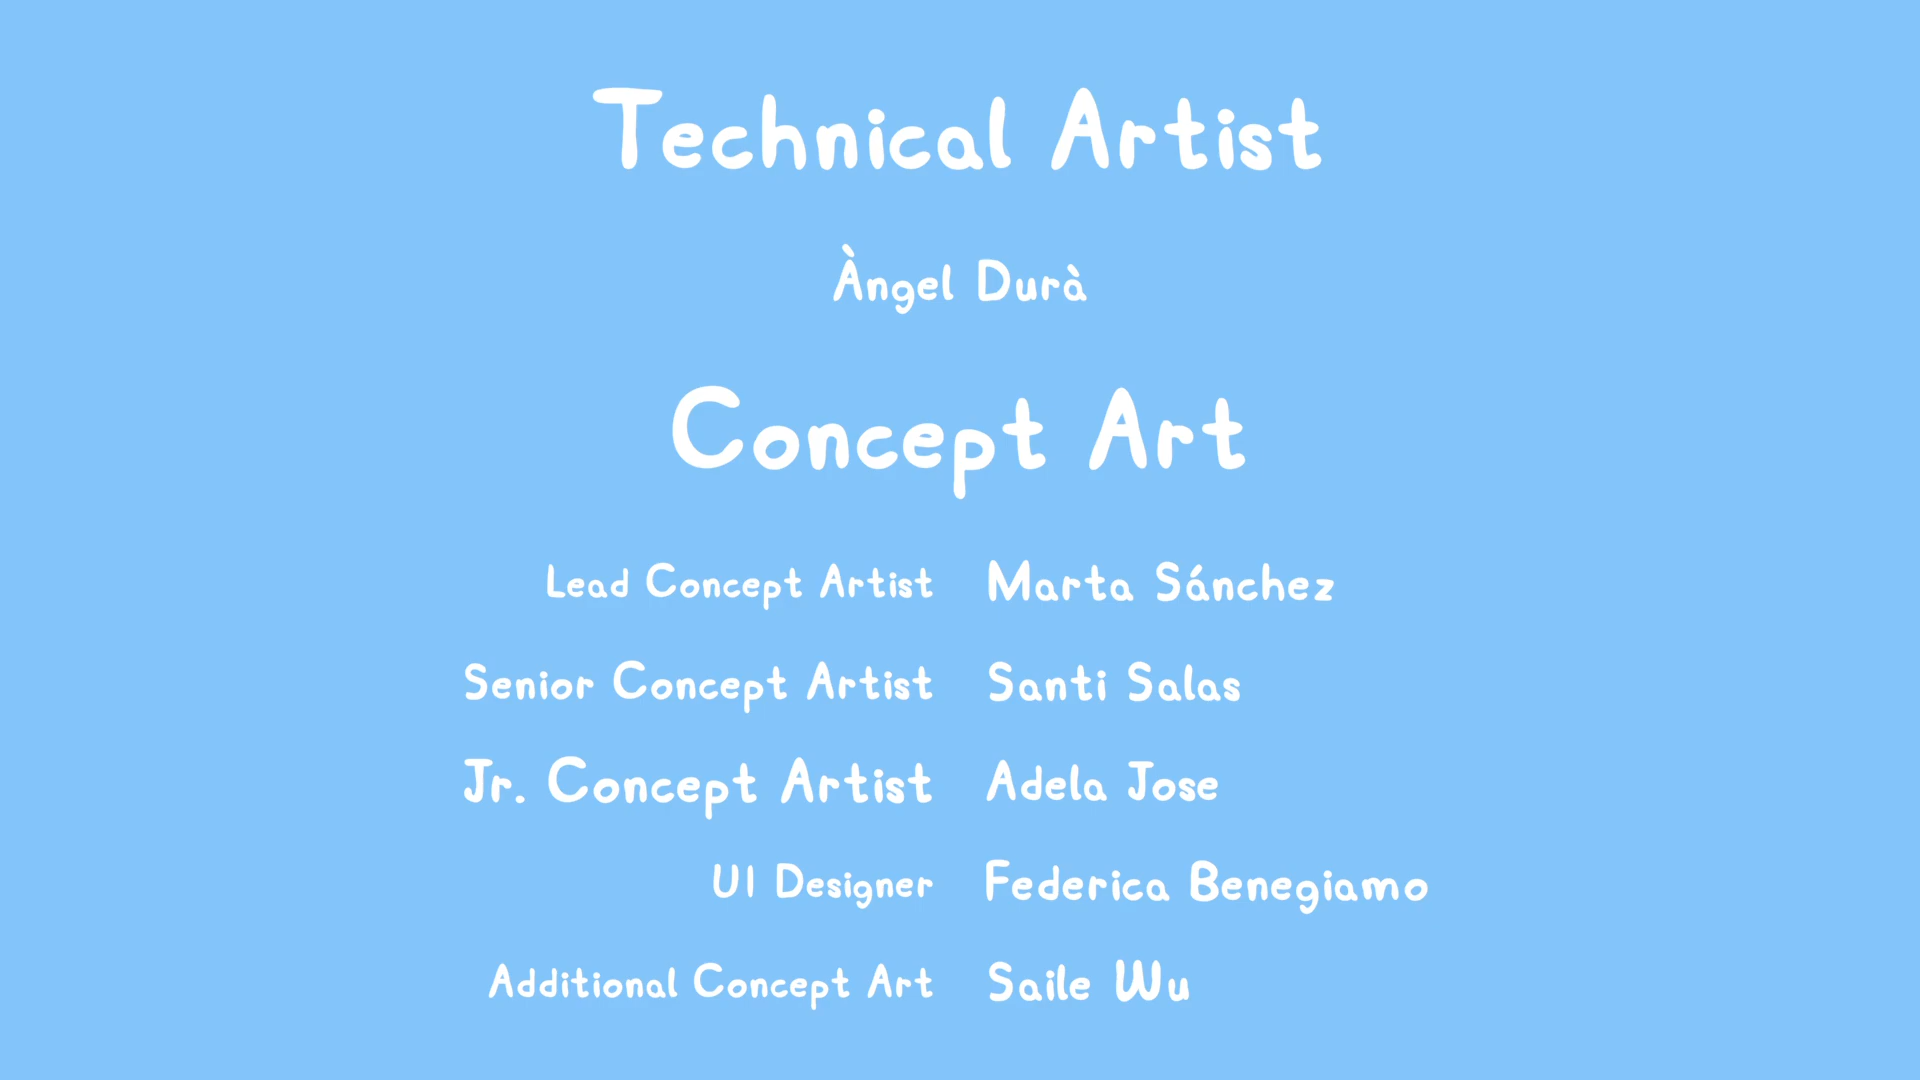 Technical Artist
Àngel Durà
Concept Art
Lead Concept Artist Marta Sánchez
Senior Concept Artist Santi Salas
Jr. Concept Artist Adela Jose
UI Designer Federica Benegiamo
Additional Concept Art Saile Wu